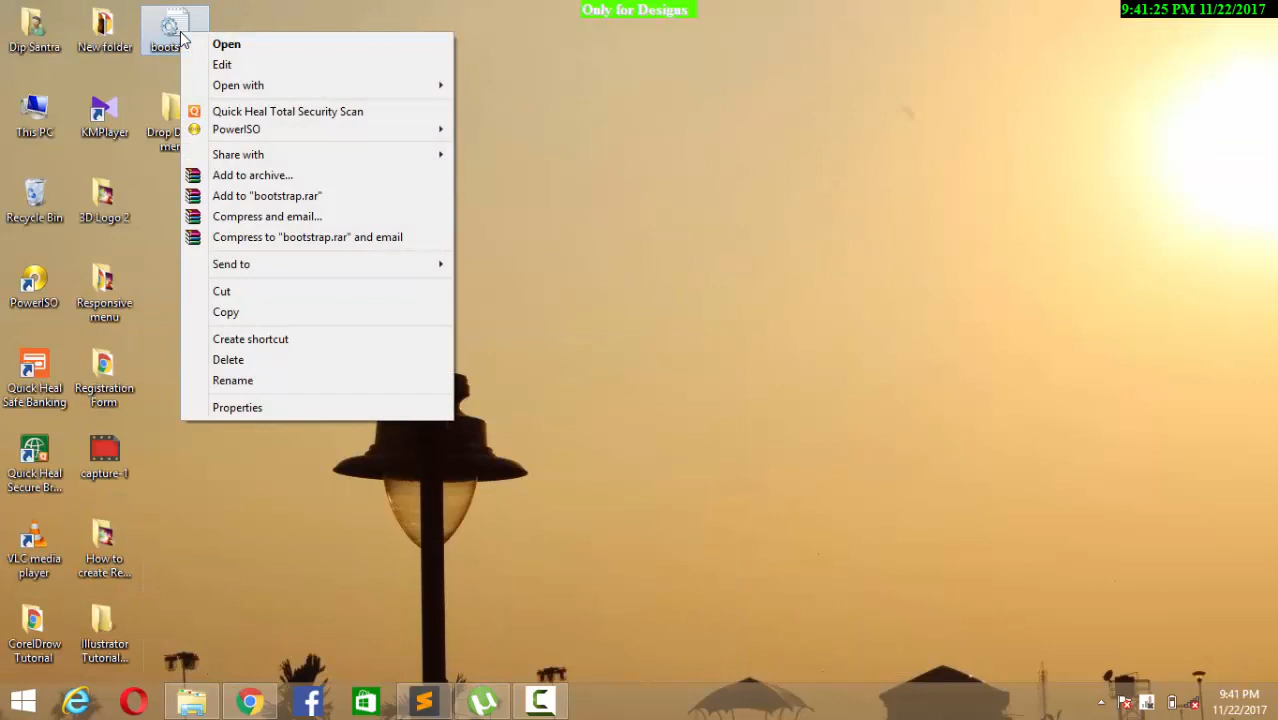 Only for Designs
9:41:25 PM 11/22/2017
Dip Santra
New folder
This PC
KMPlayer
Recycle Bin
3D Logo 2
PowerISO
Responsive
menu
Quick Heal
Safe Banking
Registration
Form
Quick Heal
Secure Br...
capture-1
VLC media
player
How to
create Re...
CorelDrow
Tutorial
Illustrator
Tutorial...
Open
Edit
Open with
Quick Heal Total Security Scan
PowerISO
Share with
Add to archive...
Add to "bootstrap.rar"
Compress and email...
Compress to "bootstrap.rar" and email
Send to
Cut
Copy
Create shortcut
Delete
Rename
Properties
9:41 PM
11/22/2017